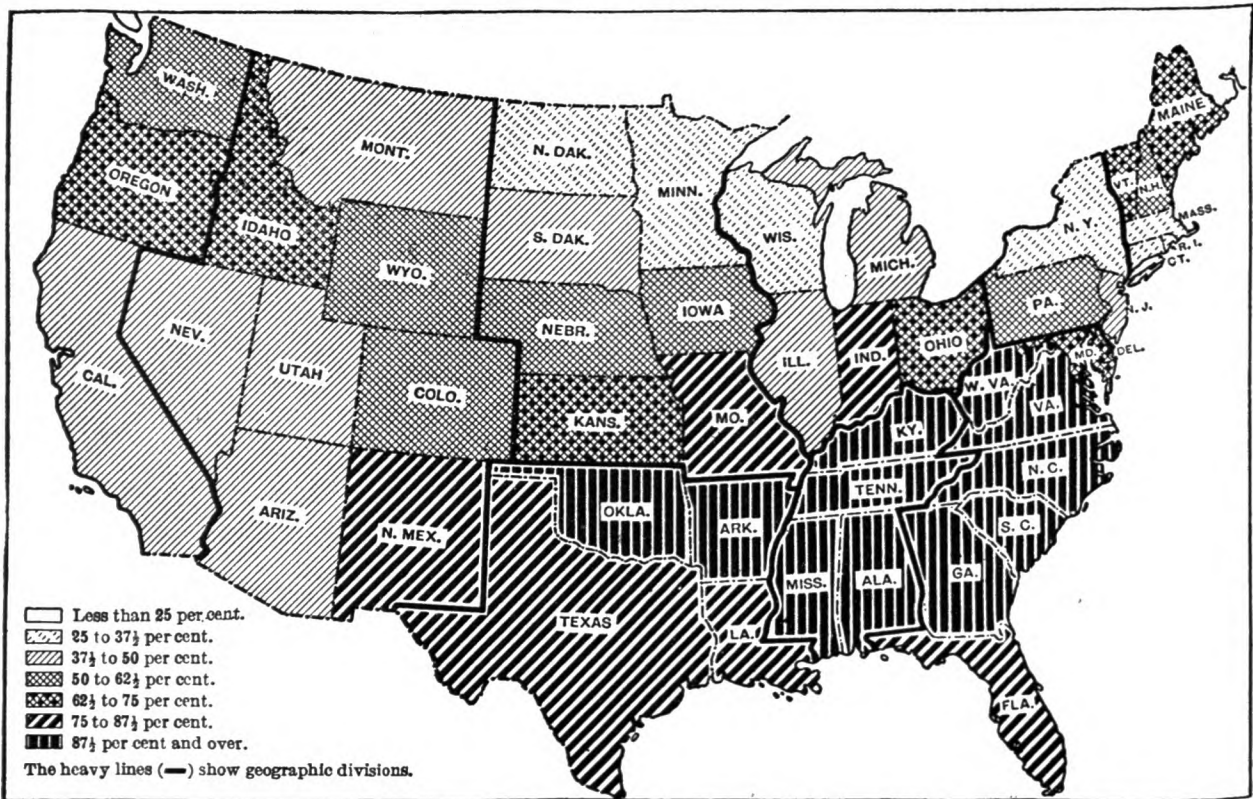 WASH.
MONT.
N. DAK.
MINN.
MAINE
OREGON
IDAHO
S. DAK.
WIS.
MICH.
N. Y.
VT.
N.H.
MASS.
R. I.
CT.
WYO.
NEBR.
IOWA
PA.
N. J.
NEV.
UTAH
COLO.
ILL.
IND.
OHIO
MD.
DEL.
CAL.
KANS.
MO.
W. VA.
VA.
KY.
ARIZ.
N. MEX.
OKLA.
ARK.
TENN.
N. C.
S. C.
TEXAS
LA.
MISS.
ALA.
GA.
FLA.
Less than 25 per cent.
25 to 37½ per cent.
37½ to 50 per cent.
50 to 62½ per cent.
62½ to 75 per cent.
75 to 87½ per cent.
87½ per cent and over.
The heavy lines (▬) show geographic divisions.